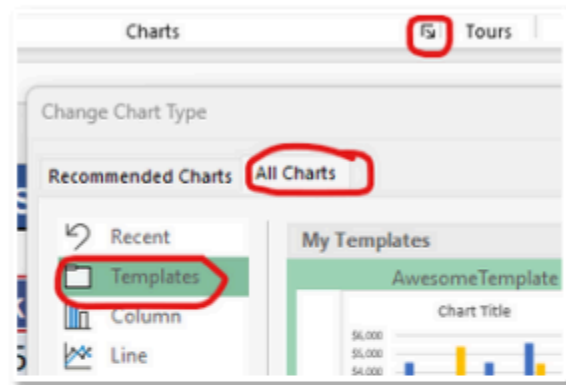 Charts Tours
Change Chart Type
Recommended Charts All Charts
Recent
Templates
Column
Line
My Templates
AwesomeTemplate
Chart Title
$6,000
$5,000
$4,000